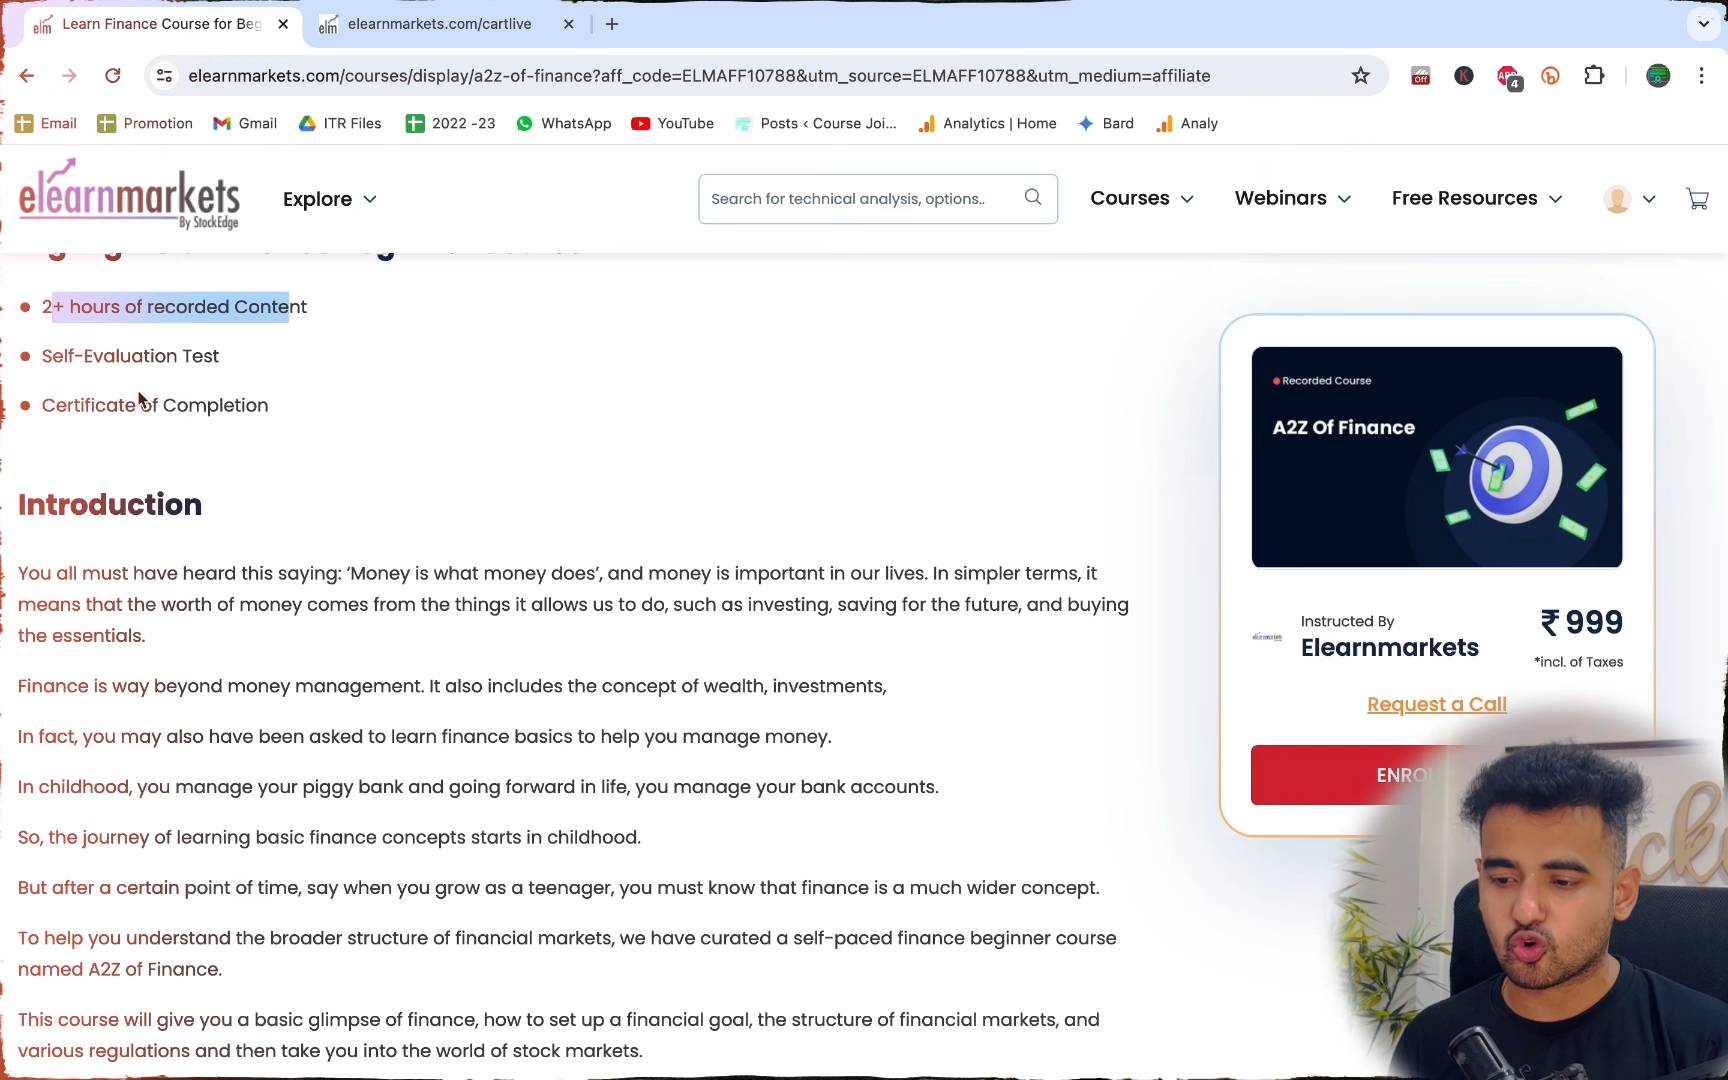 Learn Finance Course for Beg
elearnmarkets.com/cartlive
elearnmarkets.com/courses/display/a2z-of-finance?aff_code=ELMAFF10788&utm_source=ELMAFF10788&utm_medium=affiliate
Off
K
ABP
4
Email
Promotion
Gmail
ITR Files
2022 -23
WhatsApp
YouTube
Posts ‹ Course Joi...
Analytics | Home
Bard
Analy
elearnmarkets
By StockEdge
Explore
Search for technical analysis, options..
Courses
Webinars
Free Resources
2+ hours of recorded Content
Self-Evaluation Test
Certificate of Completion
Introduction
You all must have heard this saying: ‘Money is what money does’, and money is important in our lives. In simpler terms, it
means that the worth of money comes from the things it allows us to do, such as investing, saving for the future, and buying
the essentials.
Finance is way beyond money management. It also includes the concept of wealth, investments,
In fact, you may also have been asked to learn finance basics to help you manage money.
In childhood, you manage your piggy bank and going forward in life, you manage your bank accounts.
So, the journey of learning basic finance concepts starts in childhood.
But after a certain point of time, say when you grow as a teenager, you must know that finance is a much wider concept.
To help you understand the broader structure of financial markets, we have curated a self-paced finance beginner course
named A2Z of Finance.
This course will give you a basic glimpse of finance, how to set up a financial goal, the structure of financial markets, and
various regulations and then take you into the world of stock markets.
Recorded Course
A2Z Of Finance
Instructed By
Elearnmarkets
₹ 999
*incl. of Taxes
Request a Call